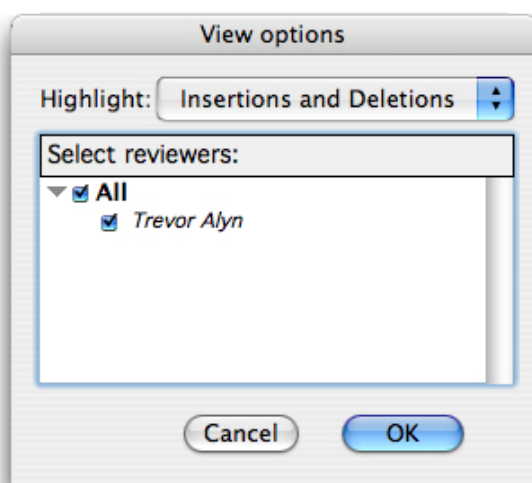 View options
Highlight: Insertions and Deletions
Select reviewers:
All
Trevor Alyn
Cancel OK